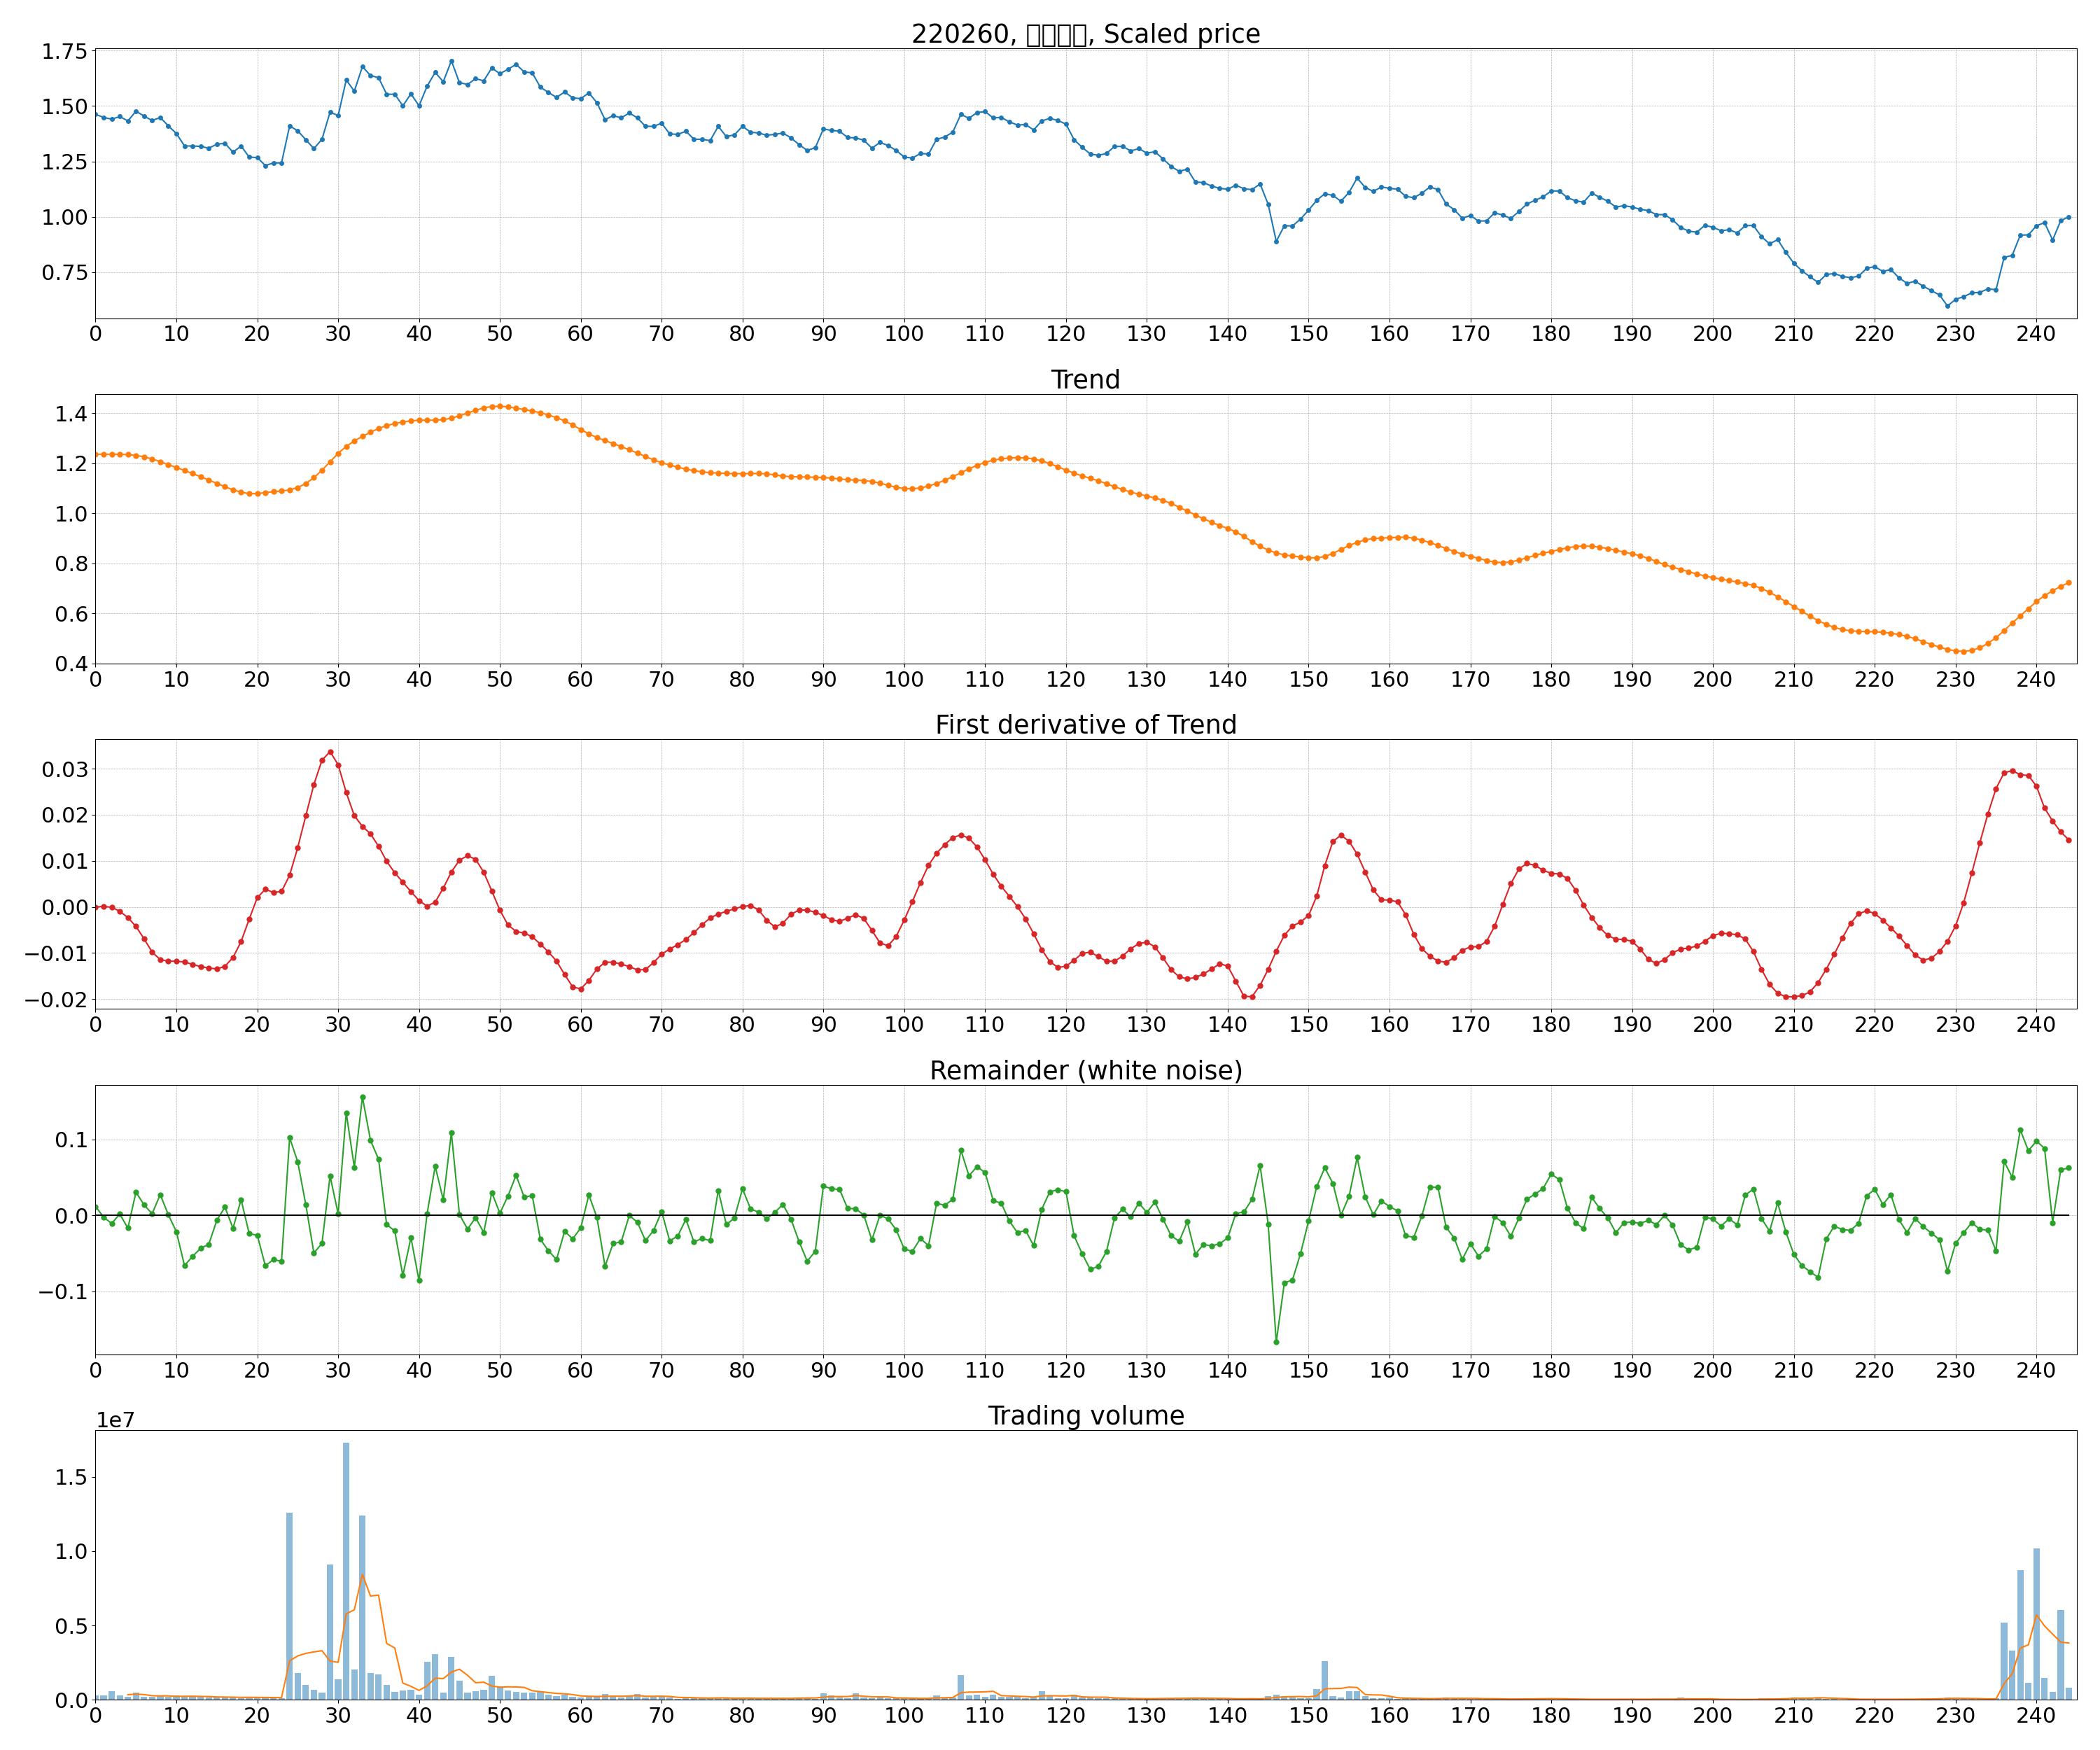 220260, □□□□, Scaled price
1.75
1.50
1.25
1.00
0.75
0 10 20 30 40 50 60 70 80 90 100 110 120 130 140 150 160 170 180 190 200 210 220 230 240
Trend
1.4
1.2
1.0
0.8
0.6
0.4
0 10 20 30 40 50 60 70 80 90 100 110 120 130 140 150 160 170 180 190 200 210 220 230 240
First derivative of Trend
0.03
0.02
0.01
0.00
−0.01
−0.02
0 10 20 30 40 50 60 70 80 90 100 110 120 130 140 150 160 170 180 190 200 210 220 230 240
Remainder (white noise)
0.1
0.0
−0.1
0 10 20 30 40 50 60 70 80 90 100 110 120 130 140 150 160 170 180 190 200 210 220 230 240
Trading volume
1e7
1.5
1.0
0.5
0.0
0 10 20 30 40 50 60 70 80 90 100 110 120 130 140 150 160 170 180 190 200 210 220 230 240